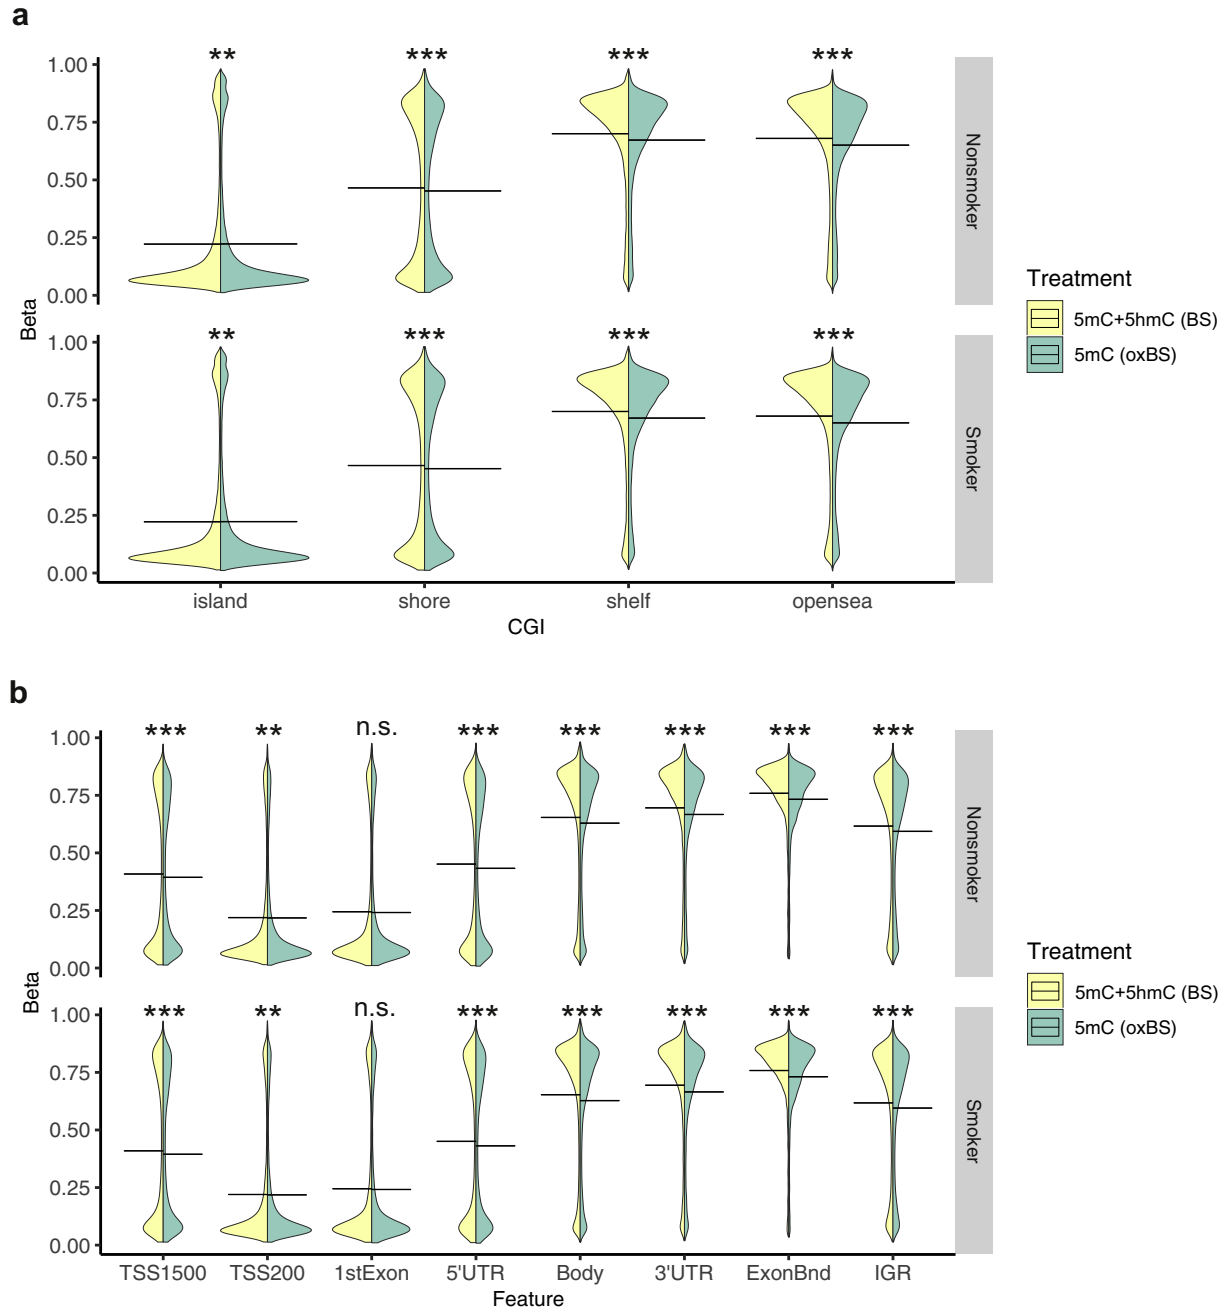 a
** *** *** ***
1.00
0.75
0.50
0.25
0.00
Nonsmoker
** *** *** ***
1.00
0.75
0.50
0.25
0.00
Smoker
Beta
island shore shelf opensea
CGI
Treatment
5mC+5hmC (BS)
5mC (oxBS)
b
*** ** n.s. *** *** *** *** ***
1.00
0.75
0.50
0.25
0.00
Nonsmoker
*** ** n.s. *** *** *** *** ***
1.00
0.75
0.50
0.25
0.00
Smoker
Beta
TSS1500 TSS200 1stExon 5'UTR Body 3'UTR ExonBnd IGR
Feature
Treatment
5mC+5hmC (BS)
5mC (oxBS)